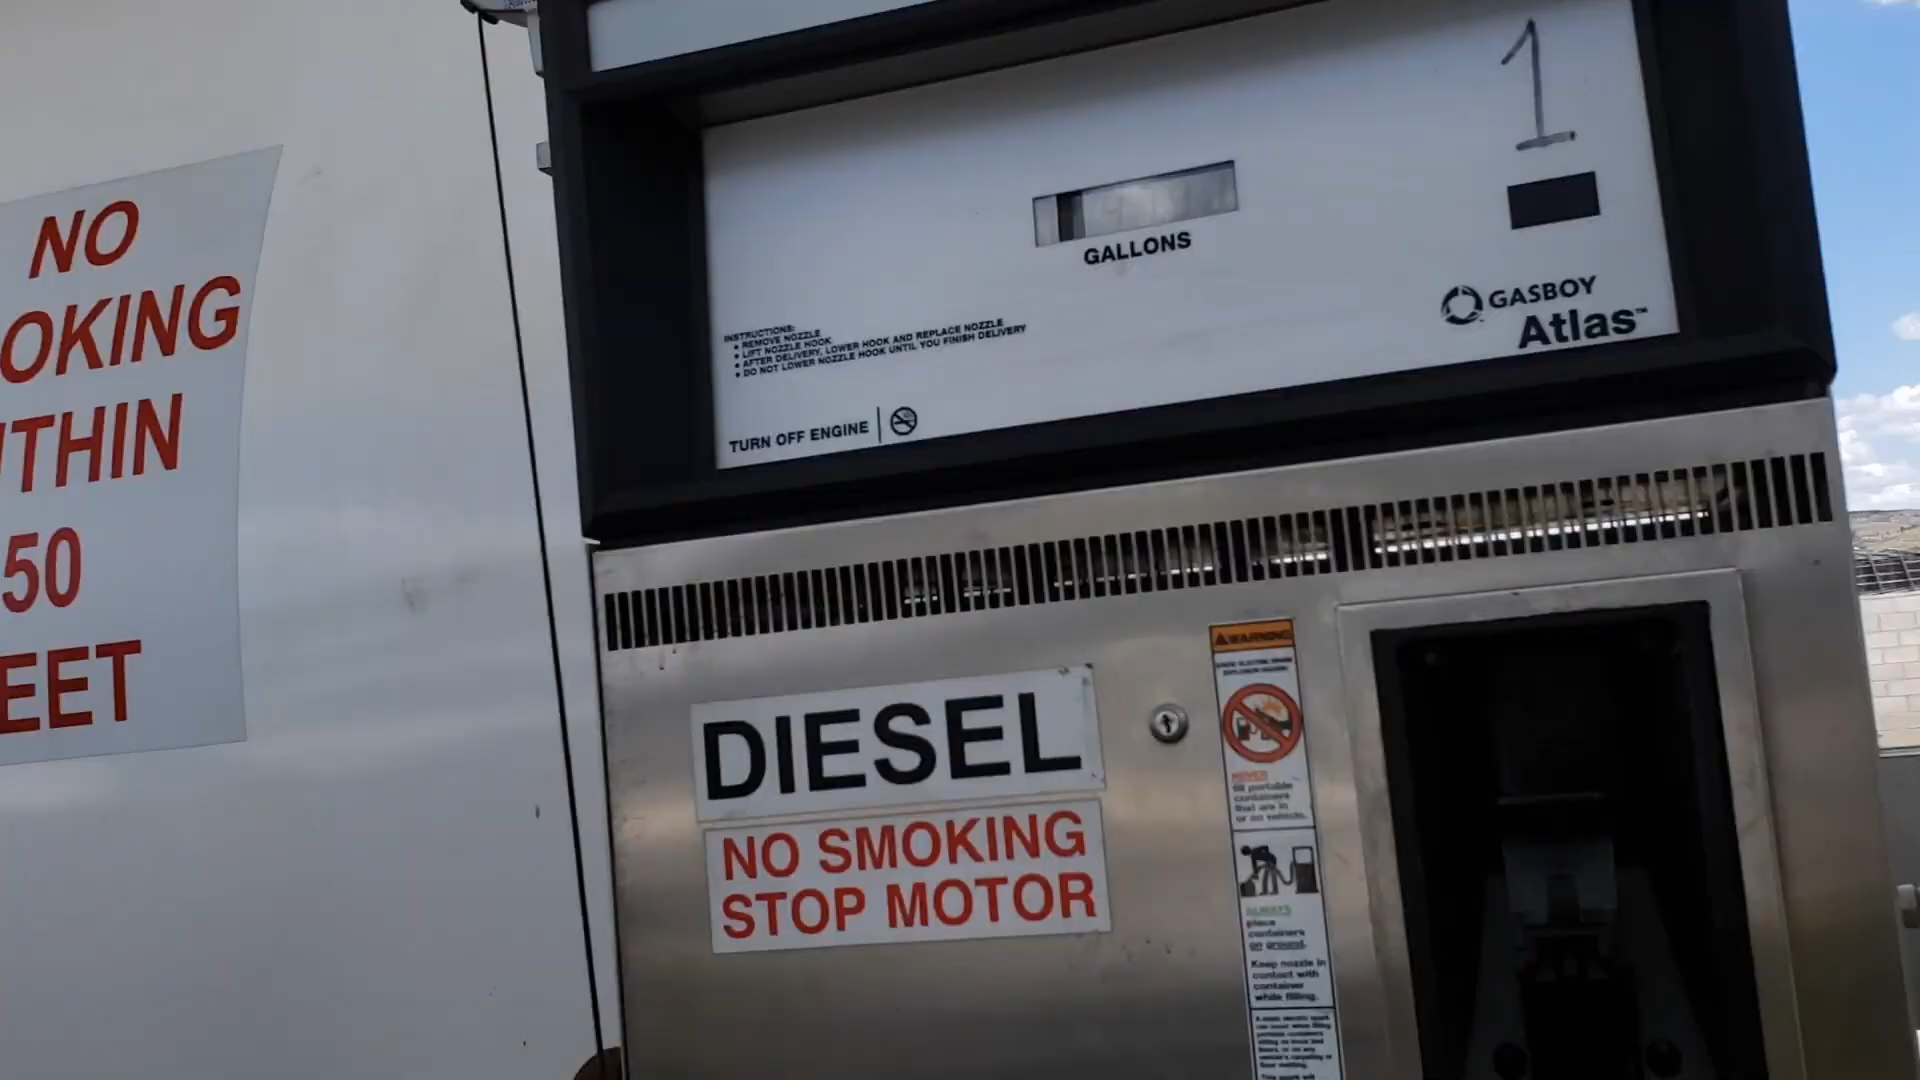 NO
OKING
THIN
50
EET
1
GALLONS
INSTRUCTIONS:
• REMOVE NOZZLE
• LIFT NOZZLE HOOK
• AFTER DELIVERY, LOWER HOOK AND REPLACE NOZZLE
• DO NOT LOWER NOZZLE HOOK UNTIL YOU FINISH DELIVERY
TURN OFF ENGINE
GASBOY
Atlas™
DIESEL
NO SMOKING
STOP MOTOR
WARNING
NEVER
fill portable
containers
that are in
or on vehicle.
ALWAYS
place
containers
on ground.
Keep nozzle in
contact with
container
while filling.